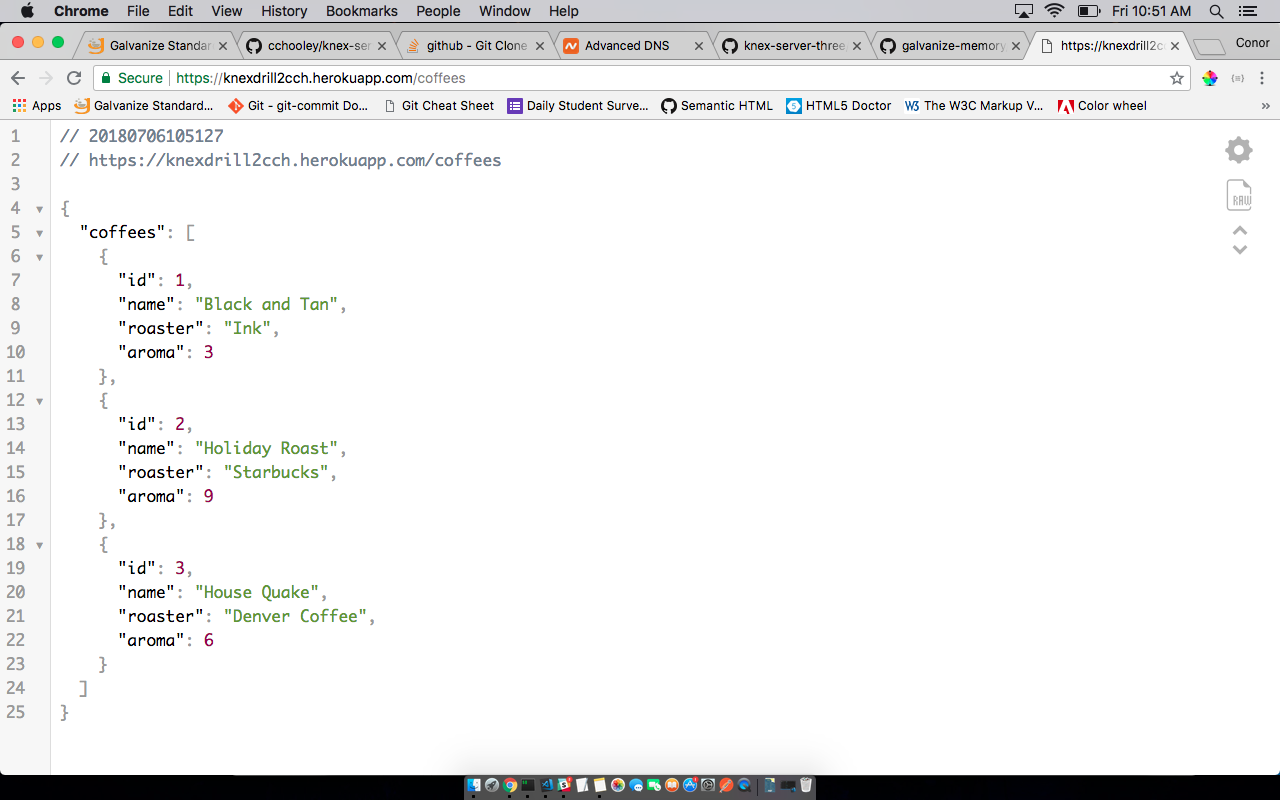 Chrome File Edit View History Bookmarks People Window Help Fri 10:51 AM
Galvanize Standar cchooley/knex-ser github - Git Clone Advanced DNS knex-server-three galvanize-memory https://knexdrill2c Conor
Secure https://knexdrill2cch.herokuapp.com/coffees
Apps Galvanize Standard... Git - git-commit Do... Git Cheat Sheet Daily Student Surve... Semantic HTML HTML5 Doctor W3 The W3C Markup V... Color wheel »
1 // 20180706105127
2 // https://knexdrill2cch.herokuapp.com/coffees
3
4 {
5 "coffees": [
6 {
7 "id": 1,
8 "name": "Black and Tan",
9 "roaster": "Ink",
10 "aroma": 3
11 },
12 {
13 "id": 2,
14 "name": "Holiday Roast",
15 "roaster": "Starbucks",
16 "aroma": 9
17 },
18 {
19 "id": 3,
20 "name": "House Quake",
21 "roaster": "Denver Coffee",
22 "aroma": 6
23 }
24 ]
25 }
RAW